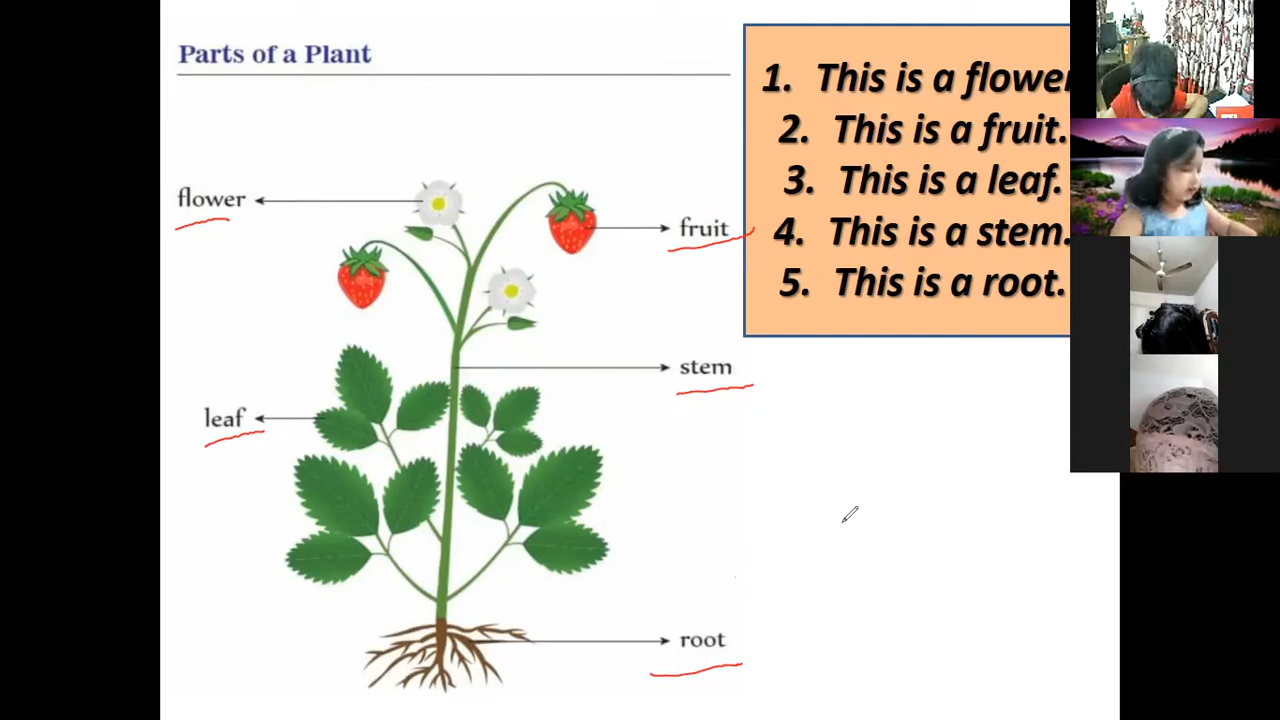 Parts of a Plant
flower
fruit
stem
leaf
root
1. This is a flower
2. This is a fruit.
3. This is a leaf.
4. This is a stem.
5. This is a root.